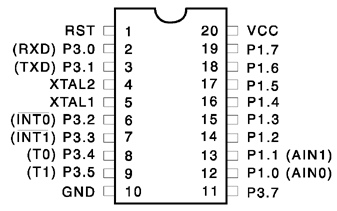 RST 1 20 VCC
(RXD) P3.0 2 19 P1.7
(TXD) P3.1 3 18 P1.6
XTAL2 4 17 P1.5
XTAL1 5 16 P1.4
(INT0) P3.2 6 15 P1.3
(INT1) P3.3 7 14 P1.2
(T0) P3.4 8 13 P1.1 (AIN1)
(T1) P3.5 9 12 P1.0 (AIN0)
GND 10 11 P3.7